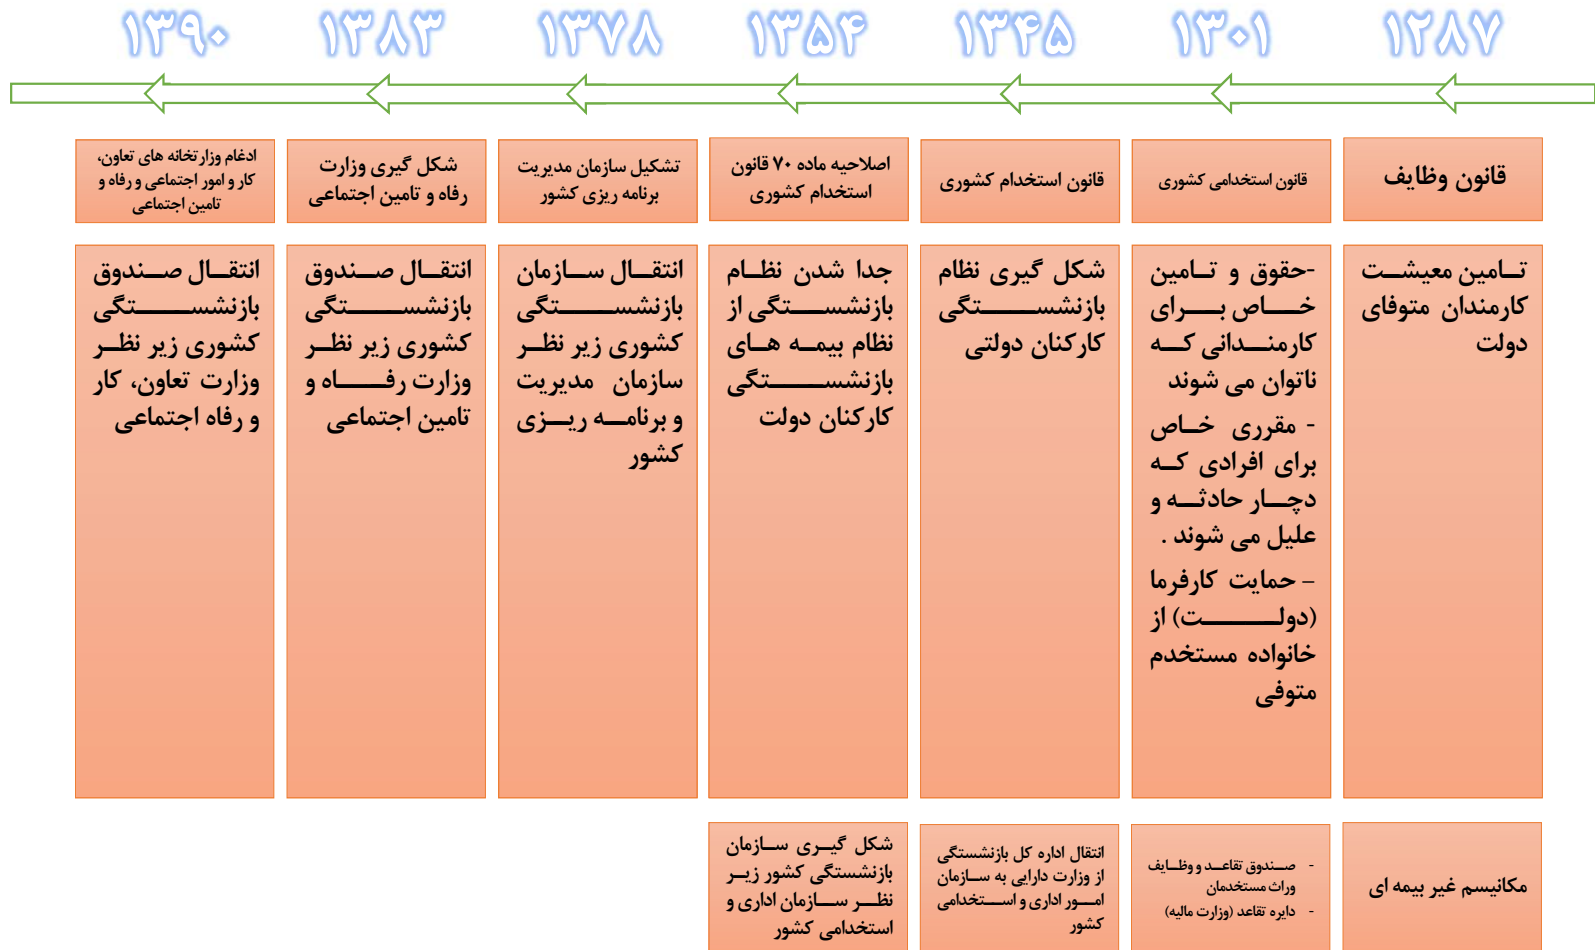 ۱۲۸۷
۱۳۰۱
۱۳۴۵
۱۳۵۴
۱۳۷۸
۱۳۸۳
۱۳۹۰
قانون وظایف
قانون استخدامی کشوری
قانون استخدام کشوری
اصلاحیه ماده ۷۰ قانون
استخدام کشوری
تشکیل سازمان مدیریت
برنامه ریزی کشور
شکل گیری وزارت
رفاه و تامین اجتماعی
ادغام وزارتخانه های تعاون،
کار و امور اجتماعی و رفاه و
تامین اجتماعی
تامین معیشت
کارمندان متوفای
دولت
-حقوق و تامین
خاص برای
کارمندانی که
ناتوان می شوند
- مقرری خاص
برای افرادی که
دچار حادثه و
علیل می شوند .
– حمایت کارفرما
(دولت) از
خانواده مستخدم
متوفی
شکل گیری نظام
بازنشستگی
کارکنان دولتی
جدا شدن نظام
بازنشستگی از
نظام بیمه های
بازنشستگی
کارکنان دولت
انتقال سازمان
بازنشستگی
کشوری زیر نظر
سازمان مدیریت
و برنامه ریزی
کشور
انتقال صندوق
بازنشستگی
کشوری زیر نظر
وزارت رفاه و
تامین اجتماعی
انتقال صندوق
بازنشستگی
کشوری زیر نظر
وزارت تعاون، کار
و رفاه اجتماعی
مکانیسم غیر بیمه ای
- صندوق تقاعد و وظایف
وراث مستخدمان
- دایره تقاعد (وزارت مالیه)
انتقال اداره کل بازنشستگی
از وزارت دارایی به سازمان
امور اداری و استخدامی
کشور
شکل گیری سازمان
بازنشستگی کشور زیر
نظر سازمان اداری و
استخدامی کشور